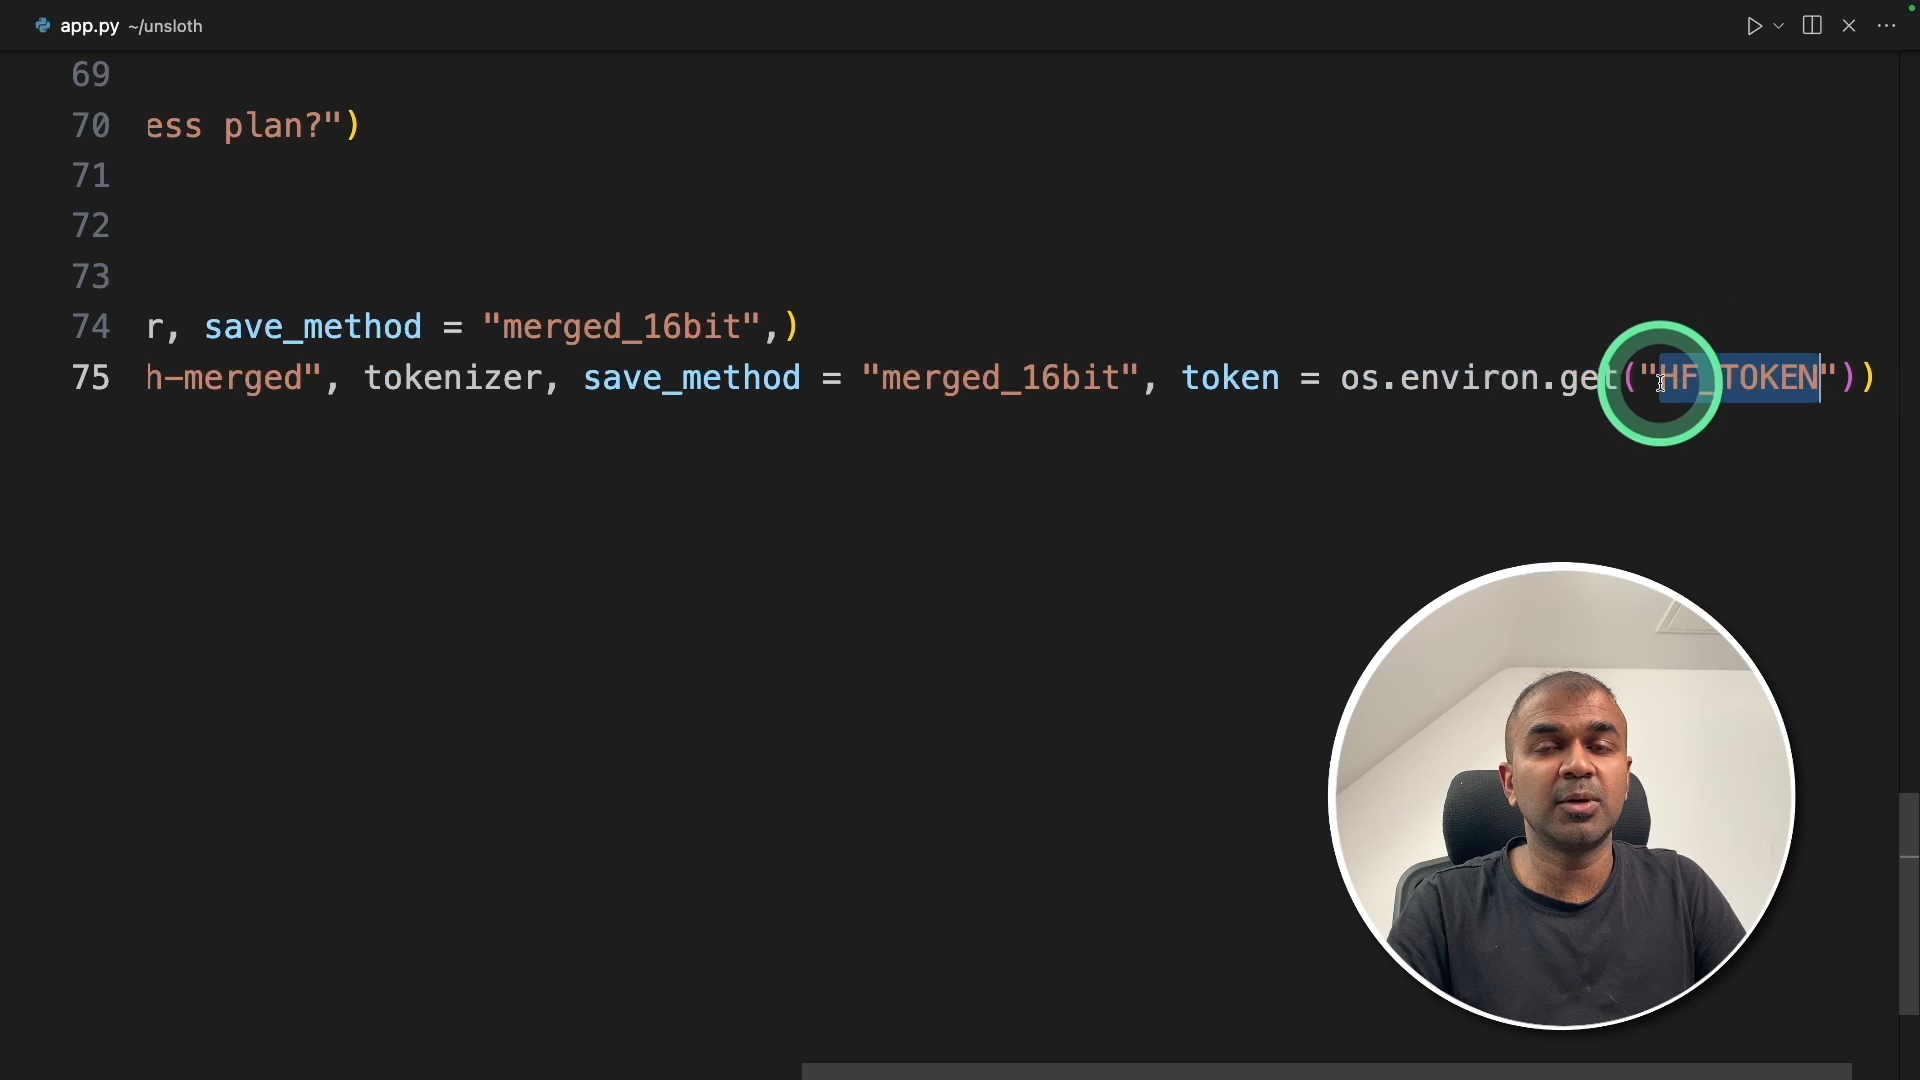 app.py ~/unsloth
69
70 ess plan?")
71
72
73
74 r, save_method = "merged_16bit",)
75 h-merged", tokenizer, save_method = "merged_16bit", token = os.environ.get("HF_TOKEN"))